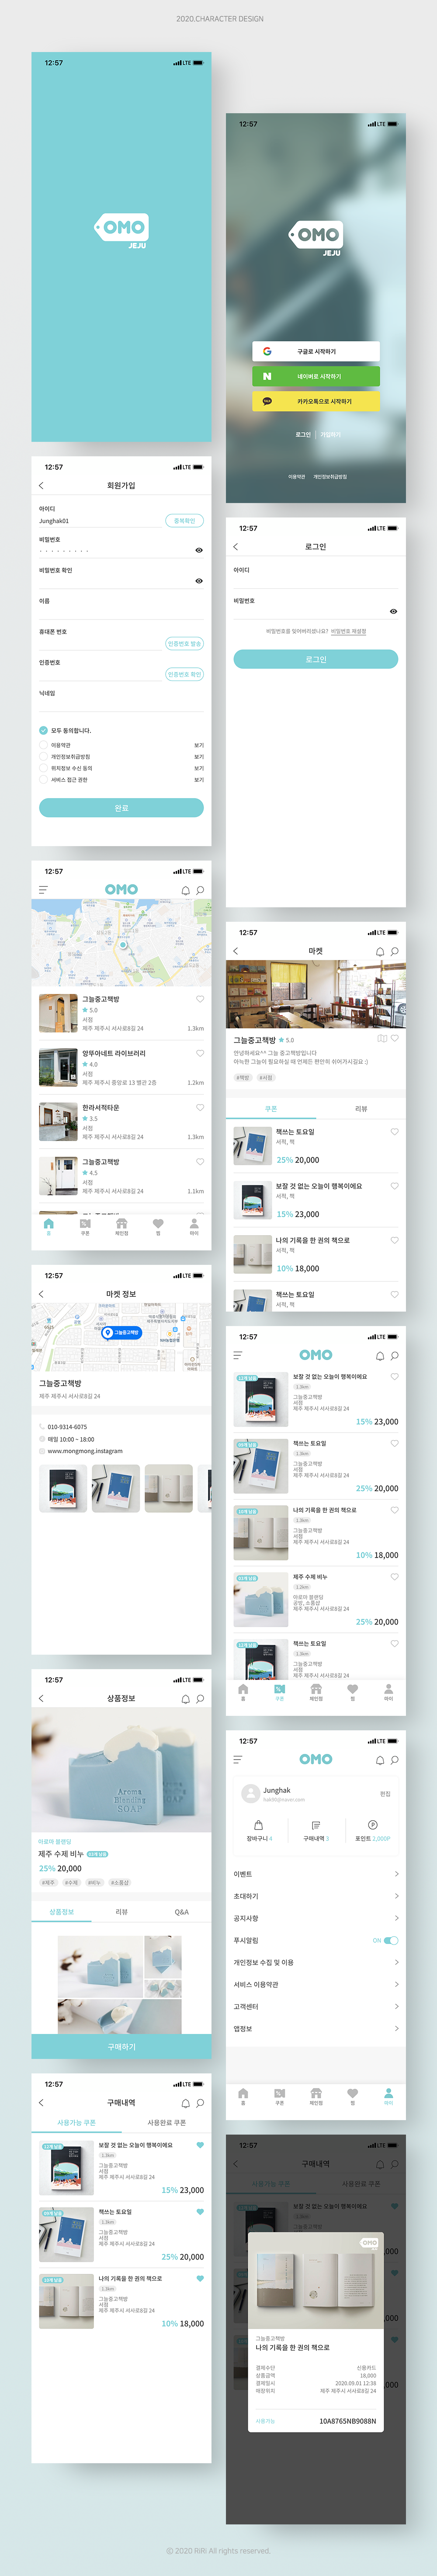 2020.CHARACTER DESIGN
12:57
LTE
OMO
JEJU
12:57
LTE
OMO
JEJU
구글로 시작하기
네이버로 시작하기
카카오톡으로 시작하기
로그인 가입하기
이용약관 개인정보취급방침
12:57
LTE
회원가입
아이디
Junghak01
중복확인
비밀번호
비밀번호 확인
이름
휴대폰 번호
인증번호 발송
인증번호
인증번호 확인
닉네임
모두 동의합니다.
이용약관 보기
개인정보취급방침 보기
위치정보 수신 동의 보기
서비스 접근 권한 보기
완료
12:57
LTE
로그인
아이디
비밀번호
비밀번호를 잊어버리셨나요? 비밀번호 재설정
로그인
12:57
LTE
OMO
그늘중고책방
5.0
서점
제주 제주시 서사로8길 24 1.3km
앙뚜아네트 라이브러리
4.0
서점
제주 제주시 중앙로 13 별관 2층 1.2km
한라서적타운
3.5
서점
제주 제주시 서사로8길 24 1.3km
그늘중고책방
4.5
서점
제주 제주시 서사로8길 24 1.1km
홈 쿠폰 체인점 찜 마이
12:57
LTE
마켓
그늘중고책방 5.0
안녕하세요^^ 그늘 중고책방입니다
아늑한 그늘이 필요하실 때 언제든 편안히 쉬어가시길요 :)
#책방 #서점
쿠폰 리뷰
책쓰는 토요일
서적, 책
25% 20,000
보잘 것 없는 오늘이 행복이에요
서적, 책
15% 23,000
나의 기록을 한 권의 책으로
서적, 책
10% 18,000
책쓰는 토요일
서적, 책
12:57
LTE
마켓 정보
그늘중고책방
그늘중고책방
제주 제주시 서사로8길 24
010-9314-6075
매일 10:00 ~ 18:00
www.mongmong.instagram
12:57
LTE
OMO
보잘 것 없는 오늘이 행복이에요
1.3km
그늘중고책방
서점
제주 제주시 서사로8길 24
15% 23,000
책쓰는 토요일
1.3km
그늘중고책방
서점
제주 제주시 서사로8길 24
25% 20,000
나의 기록을 한 권의 책으로
1.3km
그늘중고책방
서점
제주 제주시 서사로8길 24
10% 18,000
제주 수제 비누
1.2km
아로마 블랜딩
공방, 소품샵
제주 제주시 서사로8길 24
25% 20,000
책쓰는 토요일
1.3km
그늘중고책방
서점
제주 제주시 서사로8길 24
홈 쿠폰 체인점 찜 마이
12:57
LTE
상품정보
Aroma
Blending
SOAP
아로마 블랜딩
제주 수제 비누
25% 20,000
#제주 #수제 #비누 #소품샵
상품정보 리뷰 Q&A
구매하기
12:57
LTE
OMO
Junghak
편집
장바구니 4 구매내역 3 포인트 2,000P
이벤트
초대하기
공지사항
푸시알림 ON
개인정보 수집 및 이용
서비스 이용약관
고객센터
앱정보
홈 쿠폰 체인점 찜 마이
12:57
LTE
구매내역
사용가능 쿠폰 사용완료 쿠폰
보잘 것 없는 오늘이 행복이에요
1.3km
그늘중고책방
서점
제주 제주시 서사로8길 24
15% 23,000
책쓰는 토요일
1.3km
그늘중고책방
서점
제주 제주시 서사로8길 24
25% 20,000
나의 기록을 한 권의 책으로
1.3km
그늘중고책방
서점
제주 제주시 서사로8길 24
10% 18,000
12:57
LTE
구매내역
사용가능 쿠폰 사용완료 쿠폰
OMO
그늘중고책방
나의 기록을 한 권의 책으로
결제수단 신용카드
상품금액 18,000
결제일시 2020.09.01 12:38
매장위치 제주 제주시 서사로8길 24
사용가능 10A8765NB9088N
© 2020 RiRi All rights reserved.